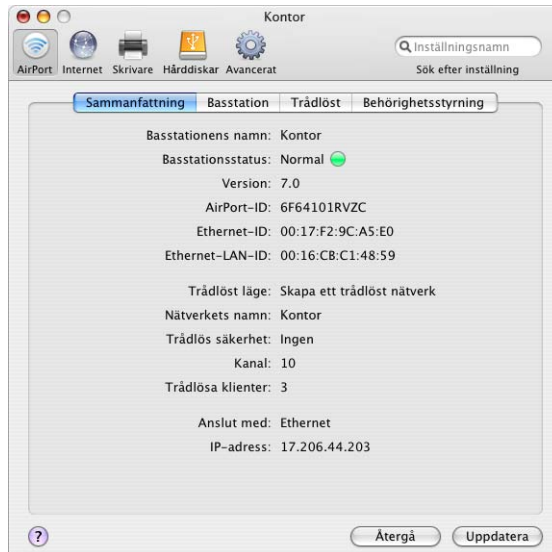 Kontor
AirPort Internet Skrivare Hårddiskar Avancerat
Inställningsnamn
Sök efter inställning
Sammanfattning Basstation Trådlöst Behörighetsstyrning
Basstationens namn: Kontor
Basstationsstatus: Normal
Version: 7.0
AirPort-ID: 6F64101RVZC
Ethernet-ID: 00:17:F2:9C:A5:E0
Ethernet-LAN-ID: 00:16:CB:C1:48:59
Trådlöst läge: Skapa ett trådlöst nätverk
Nätverkets namn: Kontor
Trådlös säkerhet: Ingen
Kanal: 10
Trådlösa klienter: 3
Anslut med: Ethernet
IP-adress: 17.206.44.203
? Återgå Uppdatera